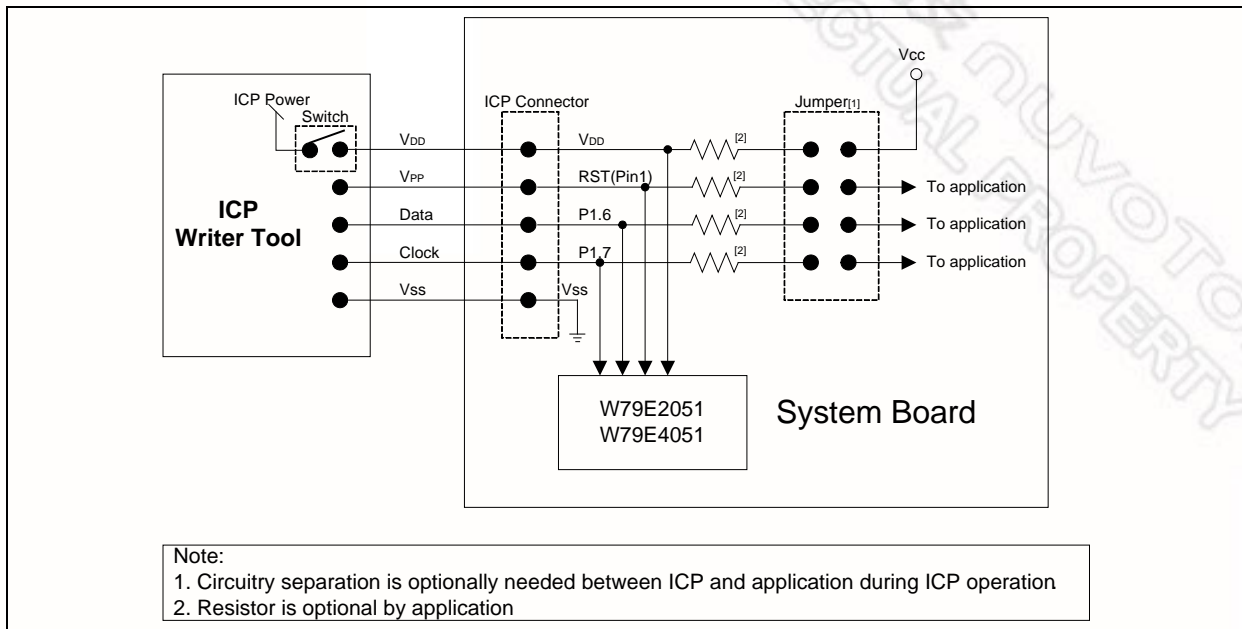 NUVOTON
INTELLECTUAL PROPERTY
Vcc
ICP Power
Switch
ICP Connector
Jumper[1]
VDD
VDD
[2]
VPP
RST(Pin1)
[2]
To application
ICP
Writer Tool
Data
P1.6
[2]
To application
Clock
P1.7
[2]
To application
Vss
Vss
W79E2051
W79E4051
System Board
Note:
1. Circuitry separation is optionally needed between ICP and application during ICP operation.
2. Resistor is optional by application